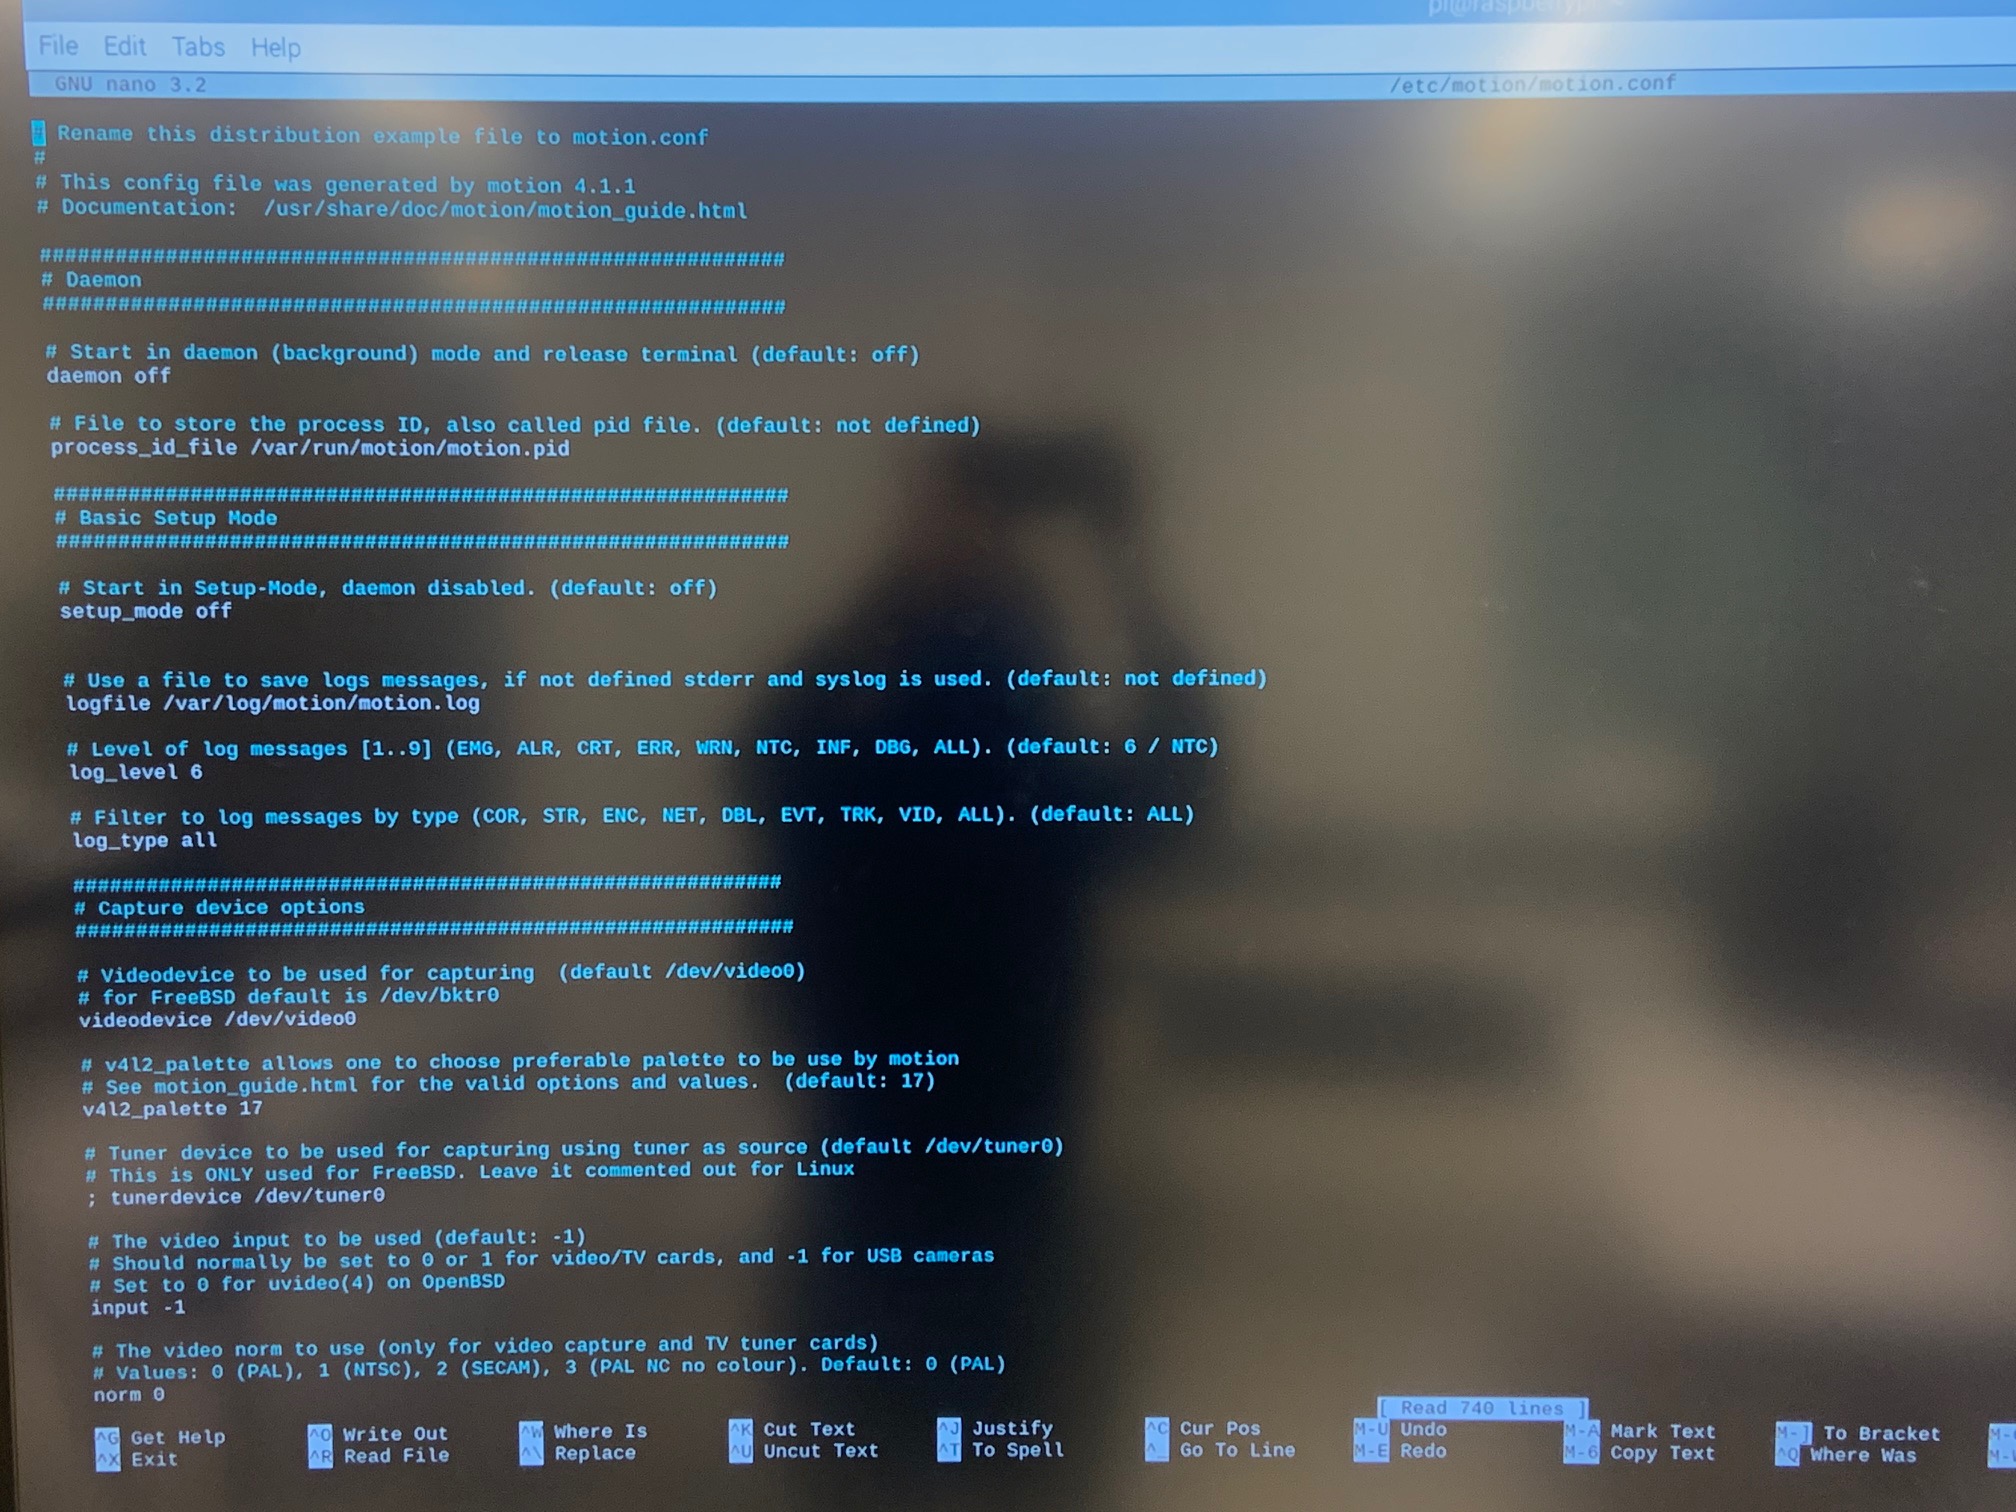 File Edit Tabs Help
GNU nano 3.2 /etc/motion/motion.conf
# Rename this distribution example file to motion.conf
#
# This config file was generated by motion 4.1.1
# Documentation:  /usr/share/doc/motion/motion_guide.html
############################################################
# Daemon
############################################################
# Start in daemon (background) mode and release terminal (default: off)
daemon off
# File to store the process ID, also called pid file. (default: not defined)
process_id_file /var/run/motion/motion.pid
############################################################
# Basic Setup Mode
############################################################
# Start in Setup-Mode, daemon disabled. (default: off)
setup_mode off
# Use a file to save logs messages, if not defined stderr and syslog is used. (default: not defined)
logfile /var/log/motion/motion.log
# Level of log messages [1..9] (EMG, ALR, CRT, ERR, WRN, NTC, INF, DBG, ALL). (default: 6 / NTC)
log_level 6
# Filter to log messages by type (COR, STR, ENC, NET, DBL, EVT, TRK, VID, ALL). (default: ALL)
log_type all
###########################################################
# Capture device options
############################################################
# Videodevice to be used for capturing  (default /dev/video0)
# for FreeBSD default is /dev/bktr0
videodevice /dev/video0
# v4l2_palette allows one to choose preferable palette to be use by motion
# See motion_guide.html for the valid options and values.  (default: 17)
v4l2_palette 17
# Tuner device to be used for capturing using tuner as source (default /dev/tuner0)
# This is ONLY used for FreeBSD. Leave it commented out for Linux
; tunerdevice /dev/tuner0
# The video input to be used (default: -1)
# Should normally be set to 0 or 1 for video/TV cards, and -1 for USB cameras
# Set to 0 for uvideo(4) on OpenBSD
input -1
# The video norm to use (only for video capture and TV tuner cards)
# Values: 0 (PAL), 1 (NTSC), 2 (SECAM), 3 (PAL NC no colour). Default: 0 (PAL)
norm 0
[ Read 740 lines ]
^G Get Help ^O Write Out ^W Where Is ^K Cut Text ^J Justify ^C Cur Pos M-U Undo M-A Mark Text M-] To Bracket
^X Exit ^R Read File ^\ Replace ^U Uncut Text ^T To Spell ^_ Go To Line M-E Redo M-6 Copy Text ^Q Where Was